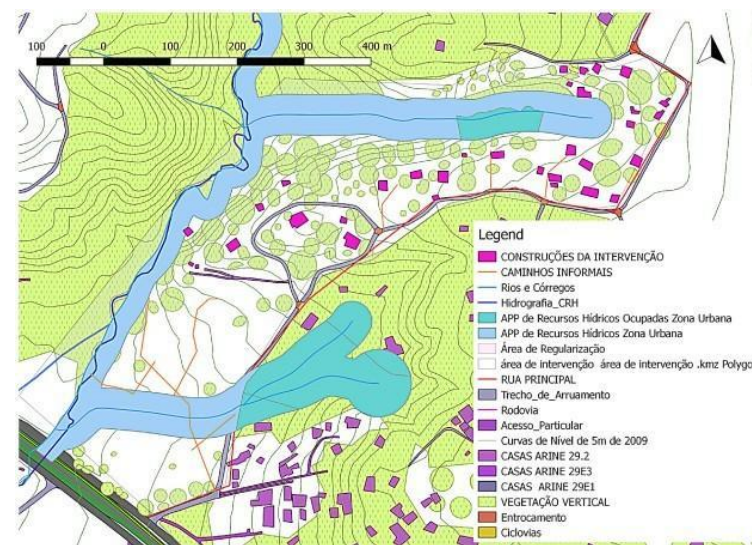 100 0 100 200 300 400 m
Legend
CONSTRUÇÕES DA INTERVENÇÃO
CAMINHOS INFORMAIS
Rios e Córregos
Hidrografia_CRH
APP de Recursos Hídricos Ocupadas Zona Urbana
APP de Recursos Hídricos Zona Urbana
Área de Regularização
área de intervenção área de intervenção .kmz Polygo
RUA PRINCIPAL
Trecho_de_Arruamento
Rodovia
Acesso_Particular
Curvas de Nível de 5m de 2009
CASAS ARINE 29.2
CASAS ARINE 29E3
CASAS ARINE 29E1
VEGETAÇÃO VERTICAL
Entrocamento
Ciclovias